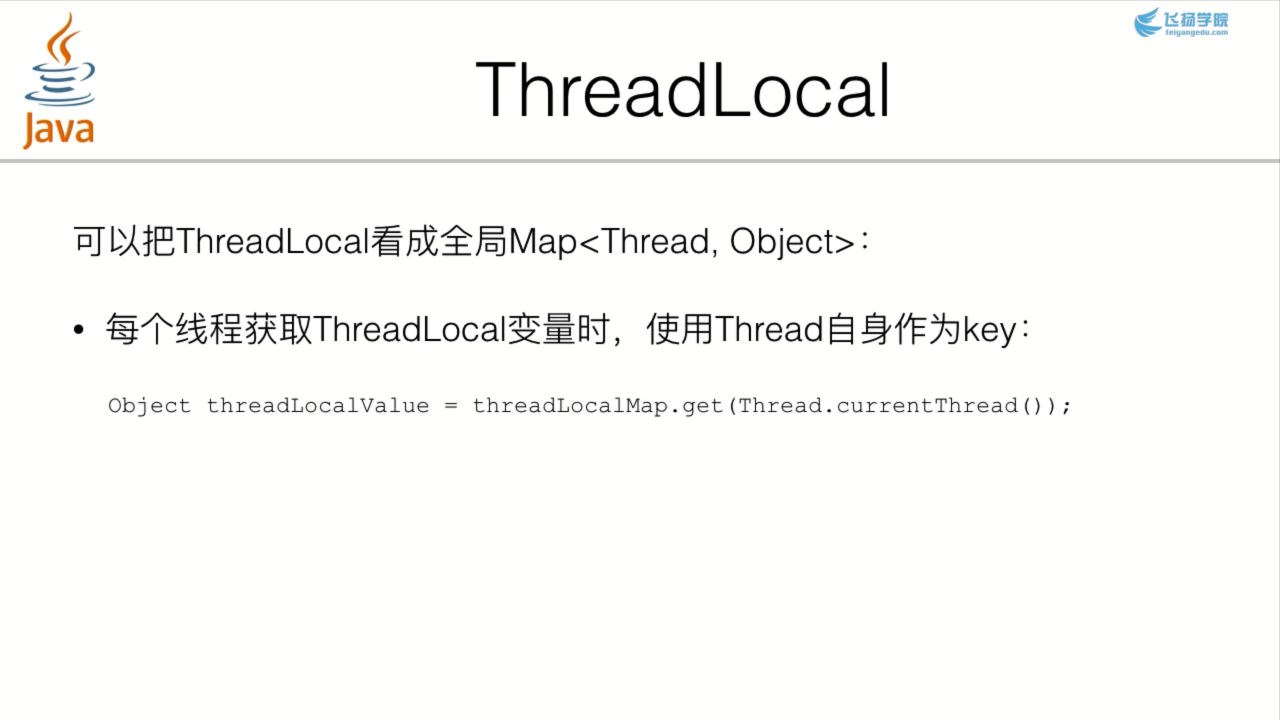 飞扬学院
feiyangedu.com
Java
ThreadLocal
可以把ThreadLocal看成全局Map<Thread, Object>：
• 每个线程获取ThreadLocal变量时，使用Thread自身作为key：
Object threadLocalValue = threadLocalMap.get(Thread.currentThread());